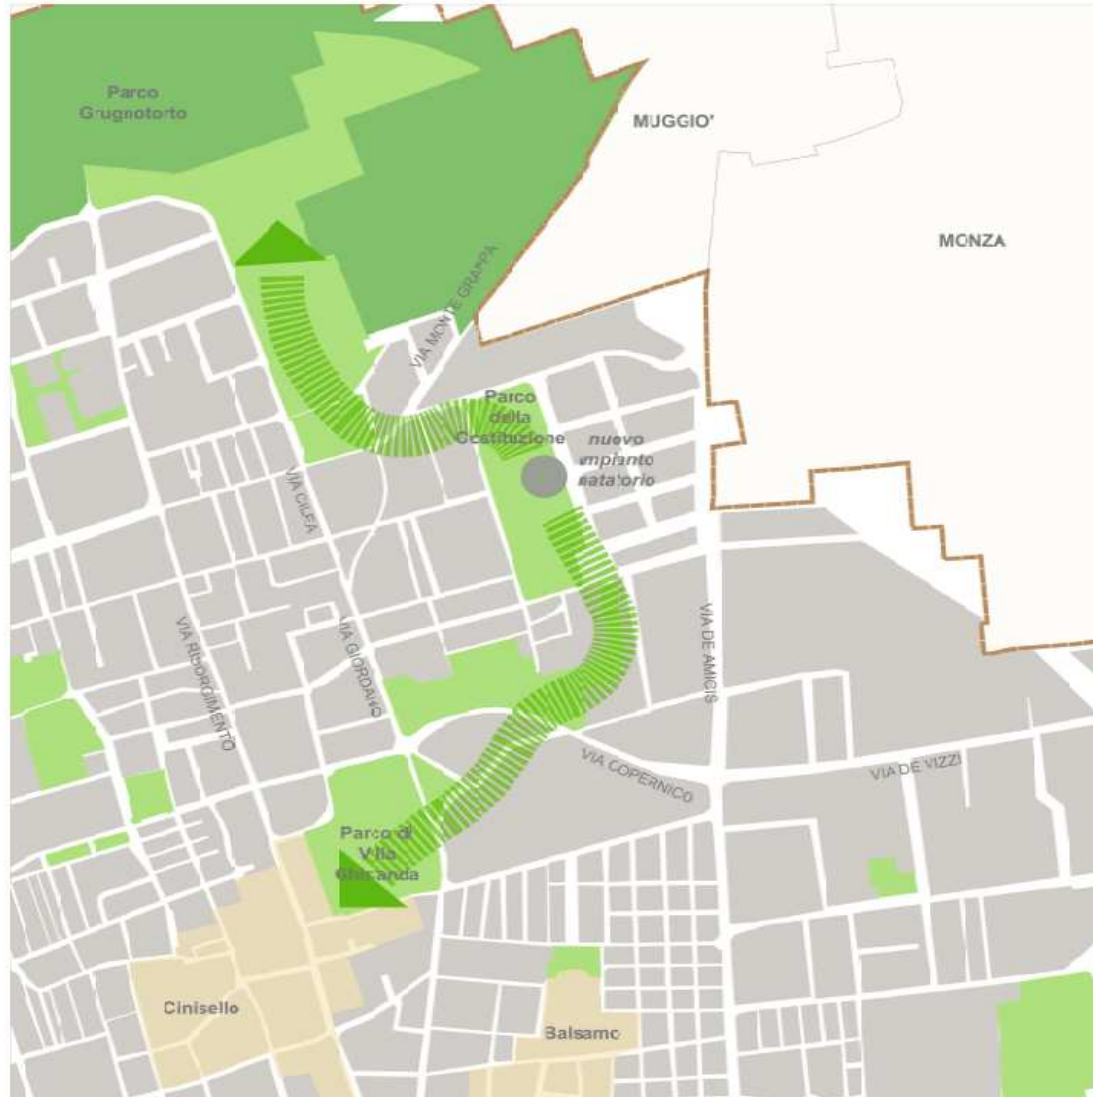 Parco
Grugnotorto
MUGGIO'
MONZA
VIA MONTE GRAPPA
Parco
della
Costituzione
nuovo
impianto
natatorio
VIA CILEA
VIA RISORGIMENTO
VIA GIORDANO
VIA DE AMICIS
VIA COPERNICO
VIA DE VIZZI
Parco di
Villa
Ghirlanda
Cinisello
Balsamo